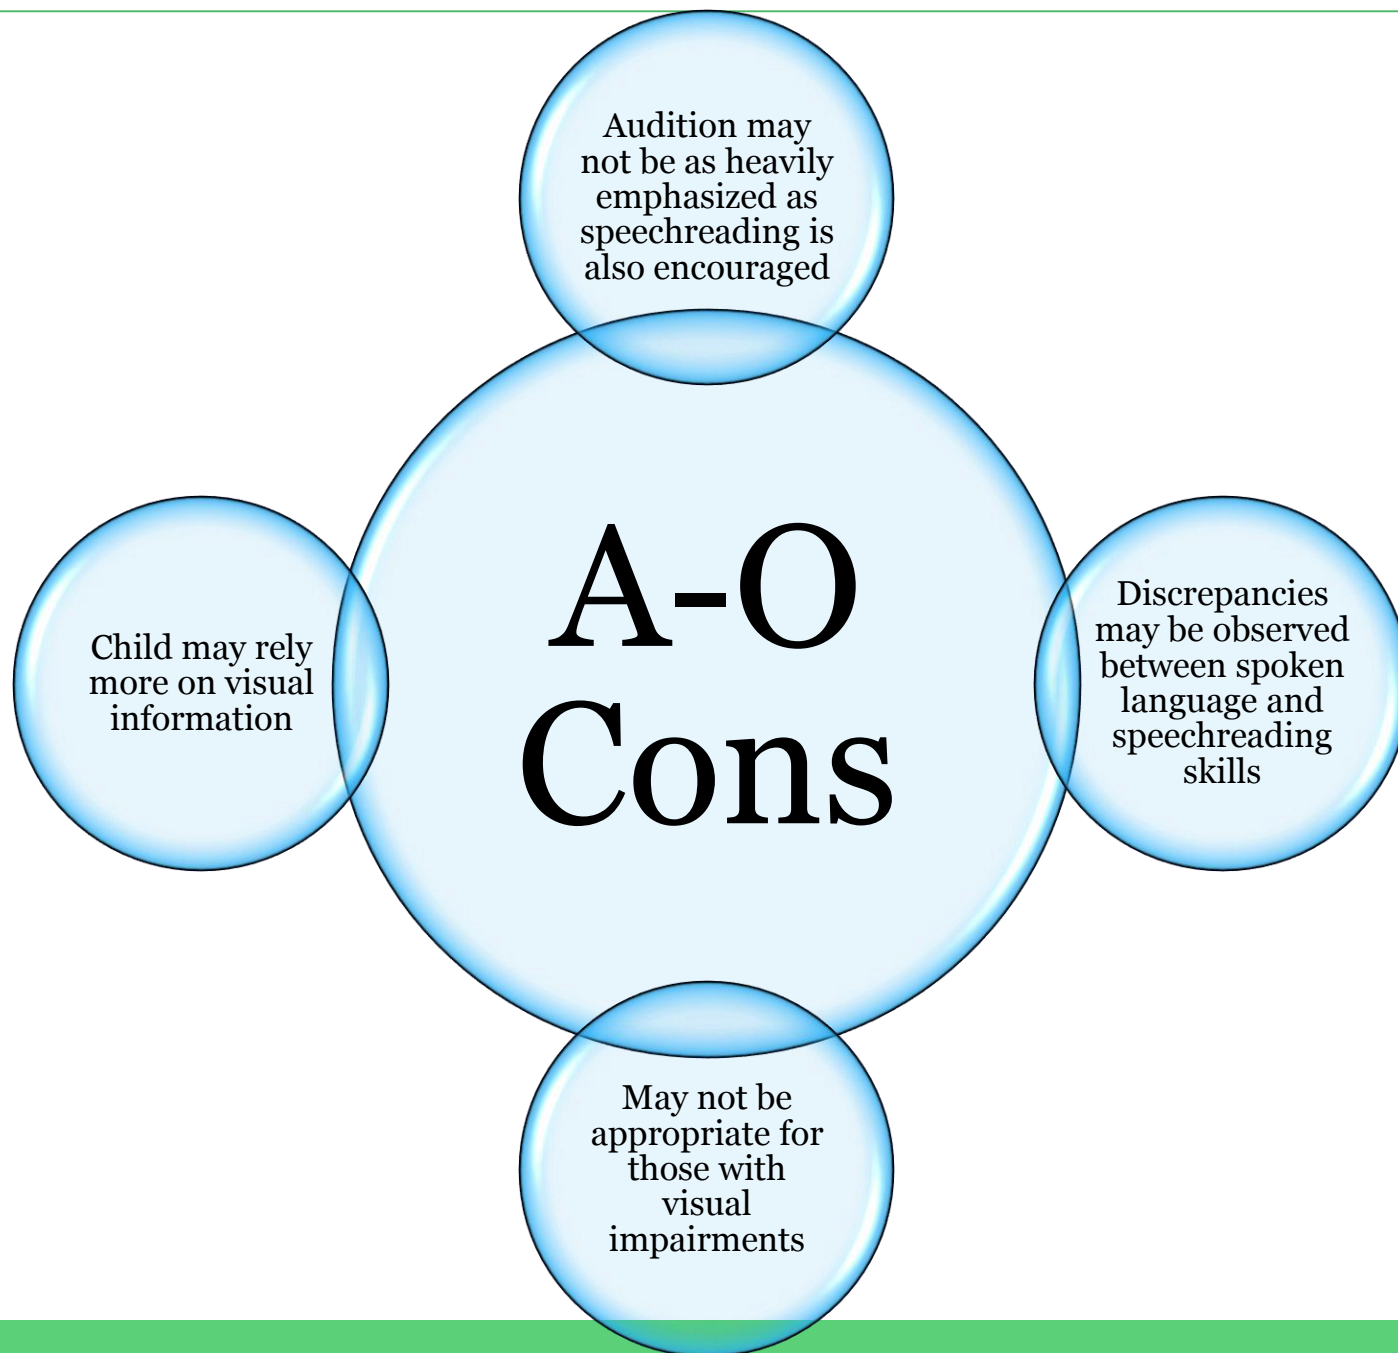 Audition may
not be as heavily
emphasized as
speechreading is
also encouraged
A-O
Cons
Discrepancies
may be observed
between spoken
language and
speechreading
skills
May not be
appropriate for
those with
visual
impairments
Child may rely
more on visual
information